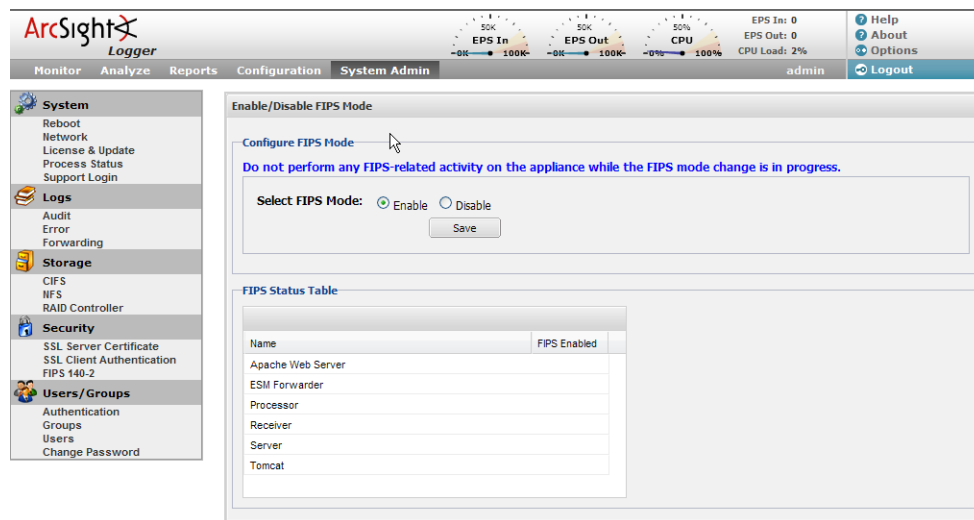 ArcSight
Logger
50K
EPS In
0K 100K
50K
EPS Out
0K 100K
50%
CPU
0% 100%
EPS In: 0
EPS Out: 0
CPU Load: 2%
Help
About
Options
Monitor Analyze Reports Configuration System Admin
admin
Logout
System
Reboot
Network
License & Update
Process Status
Support Login
Logs
Audit
Error
Forwarding
Storage
CIFS
NFS
RAID Controller
Security
SSL Server Certificate
SSL Client Authentication
FIPS 140-2
Users/Groups
Authentication
Groups
Users
Change Password
Enable/Disable FIPS Mode
Configure FIPS Mode
Do not perform any FIPS-related activity on the appliance while the FIPS mode change is in progress.
Select FIPS Mode: Enable Disable
Save
FIPS Status Table
Name FIPS Enabled
Apache Web Server
ESM Forwarder
Processor
Receiver
Server
Tomcat